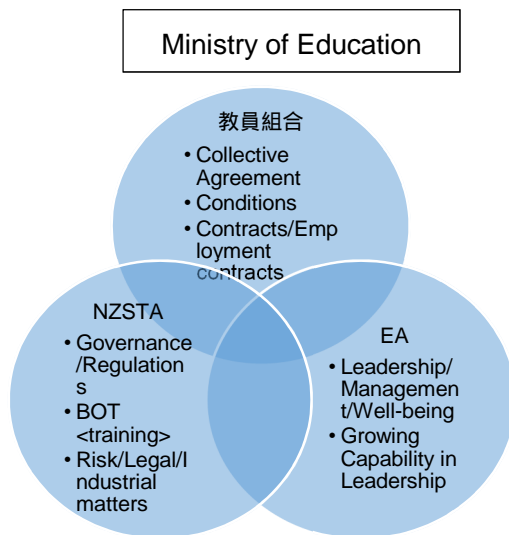 Ministry of Education
教員組合
• Collective
Agreement
• Conditions
• Contracts/Emp
loyment
contracts
NZSTA
• Governance
/Regulation
s
• BOT
<training>
• Risk/Legal/I
ndustrial
matters
EA
• Leadership/
Managemen
t/Well-being
• Growing
Capability in
Leadership